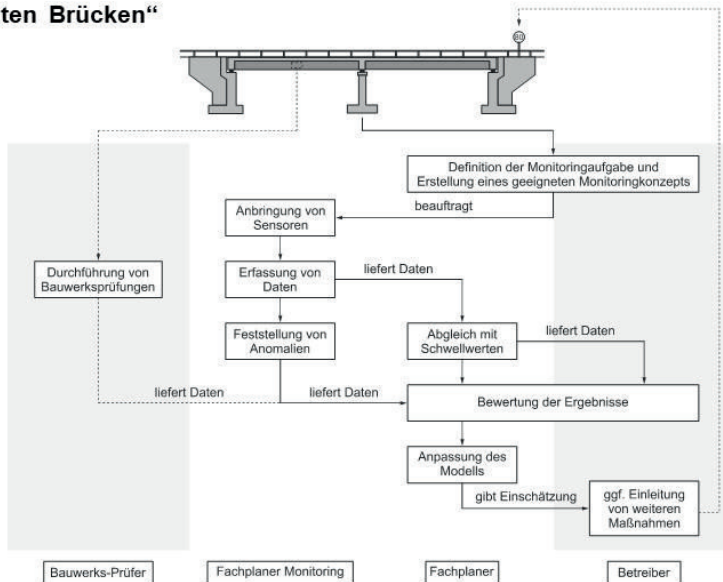 ten Brücken“
80
Definition der Monitoringaufgabe und
Erstellung eines geeigneten Monitoringkonzepts
beauftragt
Anbringung von
Sensoren
Durchführung von
Bauwerksprüfungen
Erfassung von
Daten
liefert Daten
Feststellung von
Anomalien
Abgleich mit
Schwellwerten
liefert Daten
liefert Daten
liefert Daten
Bewertung der Ergebnisse
Anpassung des
Modells
gibt Einschätzung
ggf. Einleitung
von weiteren
Maßnahmen
Bauwerks-Prüfer
Fachplaner Monitoring
Fachplaner
Betreiber